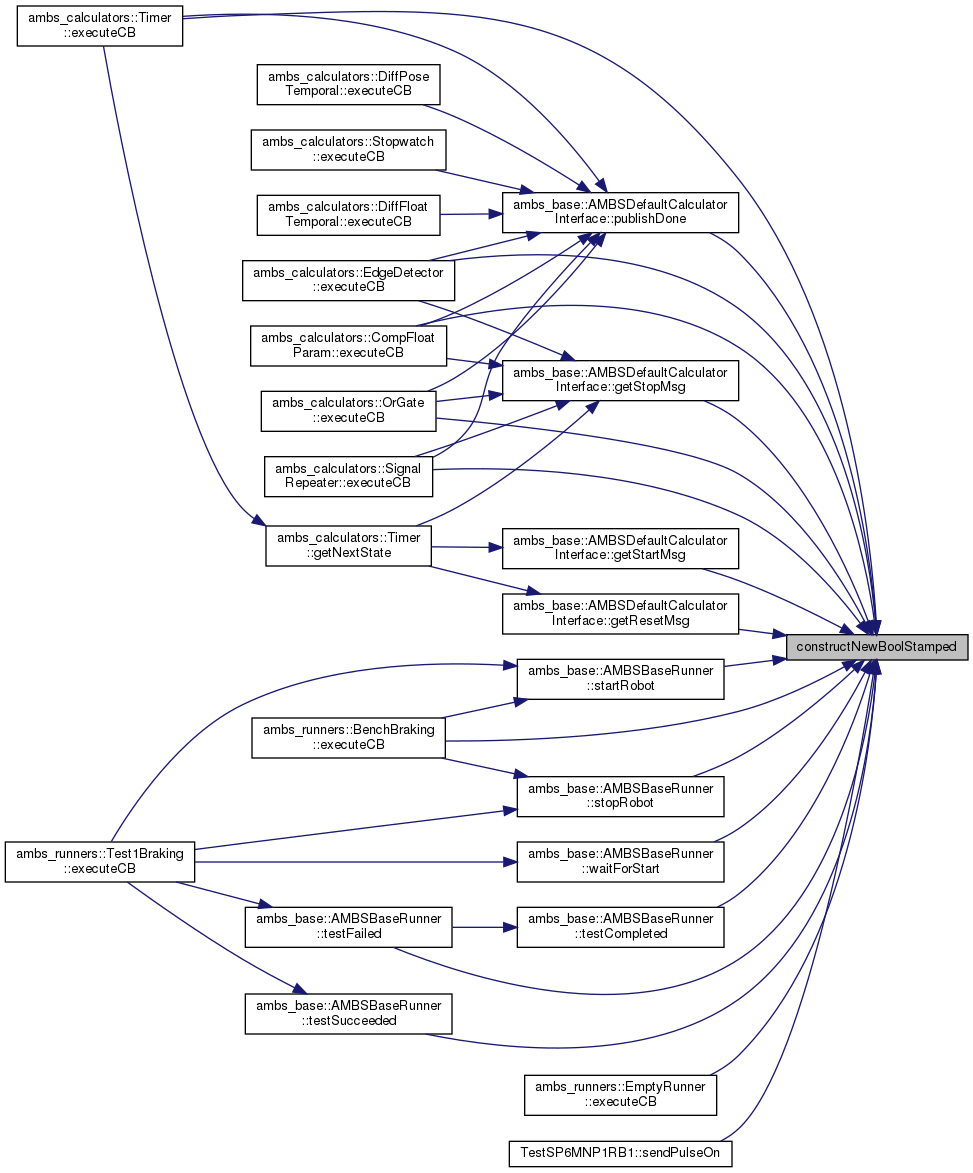 ambs_calculators::Timer
::executeCB
ambs_calculators::DiffPose
Temporal::executeCB
ambs_calculators::Stopwatch
::executeCB
ambs_calculators::DiffFloat
Temporal::executeCB
ambs_base::AMBSDefaultCalculator
Interface::publishDone
ambs_calculators::EdgeDetector
::executeCB
ambs_calculators::CompFloat
Param::executeCB
ambs_base::AMBSDefaultCalculator
Interface::getStopMsg
ambs_calculators::OrGate
::executeCB
ambs_calculators::Signal
Repeater::executeCB
ambs_calculators::Timer
::getNextState
ambs_base::AMBSDefaultCalculator
Interface::getStartMsg
ambs_base::AMBSDefaultCalculator
Interface::getResetMsg
constructNewBoolStamped
ambs_base::AMBSBaseRunner
::startRobot
ambs_runners::BenchBraking
::executeCB
ambs_base::AMBSBaseRunner
::stopRobot
ambs_runners::Test1Braking
::executeCB
ambs_base::AMBSBaseRunner
::waitForStart
ambs_base::AMBSBaseRunner
::testFailed
ambs_base::AMBSBaseRunner
::testCompleted
ambs_base::AMBSBaseRunner
::testSucceeded
ambs_runners::EmptyRunner
::executeCB
TestSP6MNP1RB1::sendPulseOn